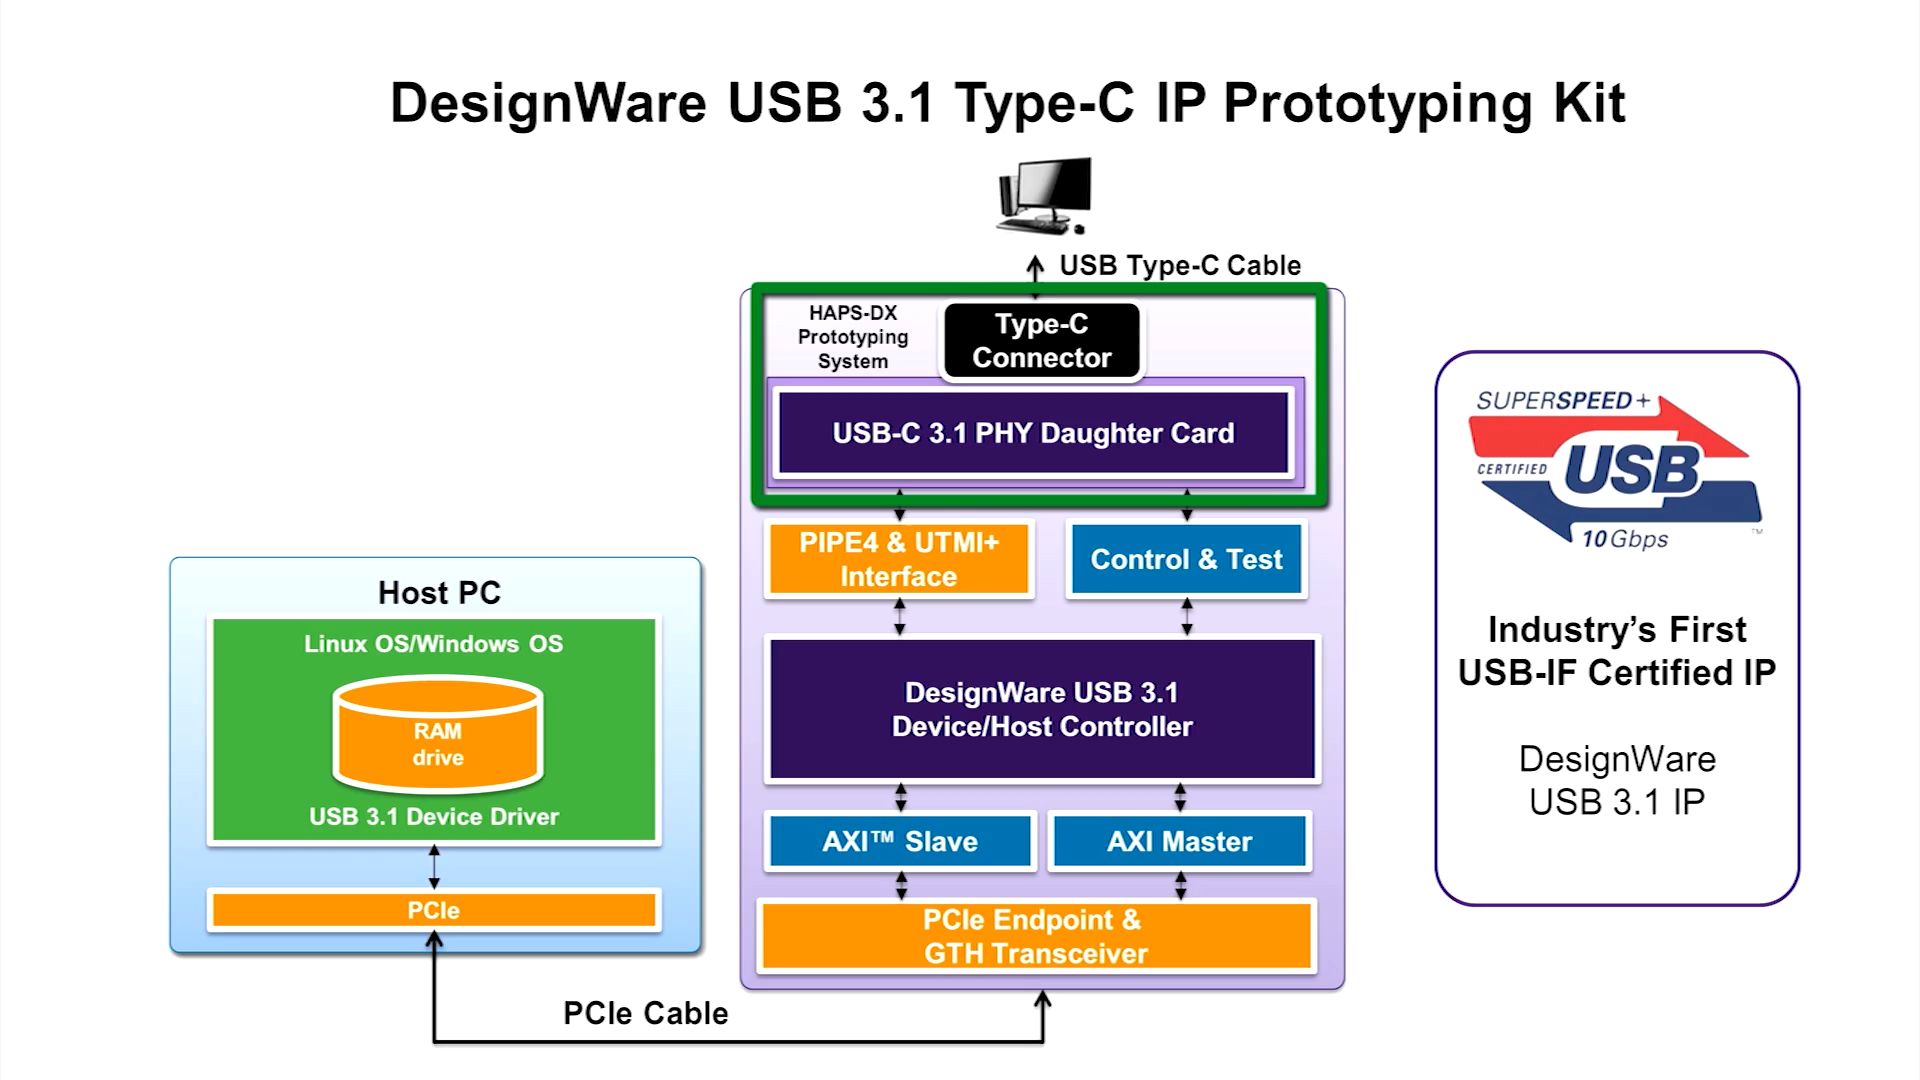 DesignWare USB 3.1 Type-C IP Prototyping Kit
USB Type-C Cable
HAPS-DX
Prototyping
System
Type-C
Connector
USB-C 3.1 PHY Daughter Card
PIPE4 & UTMI+
Interface
Control & Test
DesignWare USB 3.1
Device/Host Controller
AXI™ Slave
AXI Master
PCIe Endpoint &
GTH Transceiver
Host PC
Linux OS/Windows OS
RAM
drive
USB 3.1 Device Driver
PCIe
PCIe Cable
SUPERSPEED+
CERTIFIED
USB
10 Gbps
™
Industry’s First
USB-IF Certified IP
DesignWare
USB 3.1 IP